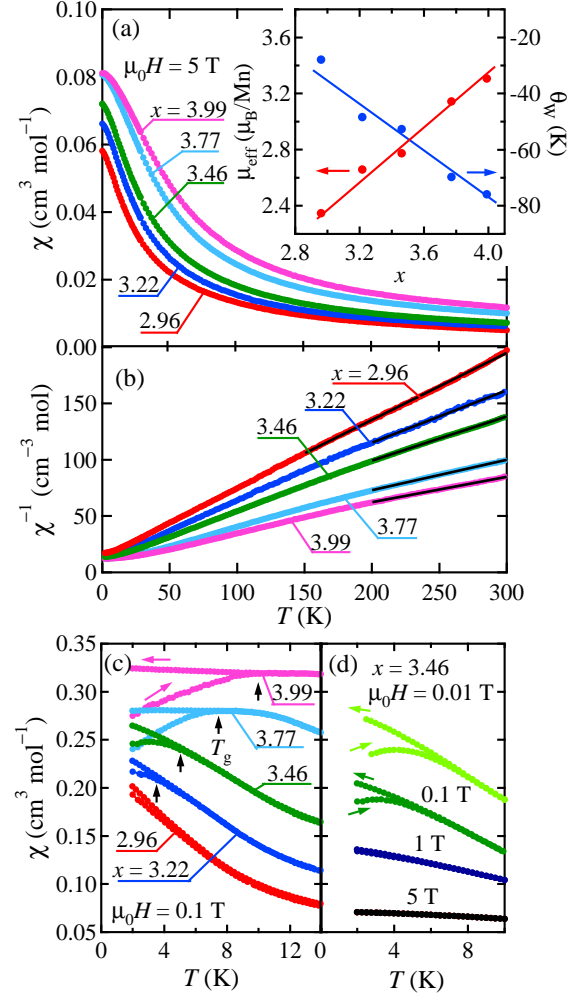 (a)
μ0H = 5 T
x = 3.99
3.77
3.46
3.22
2.96
χ (cm3 mol−1)
0.10
0.08
0.06
0.04
0.02
0.00
3.6
3.2
2.8
2.4
μeff (μB/Mn)
-20
-40
-60
-80
θW (K)
2.8 3.2 3.6 4.0
x
(b)
x = 2.96
3.22
3.46
3.77
3.99
χ−1 (cm−3 mol)
150
100
50
0
0 50 100 150 200 250 300
T (K)
(c)
3.99
3.77
Tg
3.46
2.96
x = 3.22
μ0H = 0.1 T
χ (cm3 mol−1)
0.35
0.30
0.25
0.20
0.15
0.10
0.05
0 4 8 12
T (K)
(d)
x = 3.46
μ0H = 0.01 T
0.1 T
1 T
5 T
0 4 8
T (K)